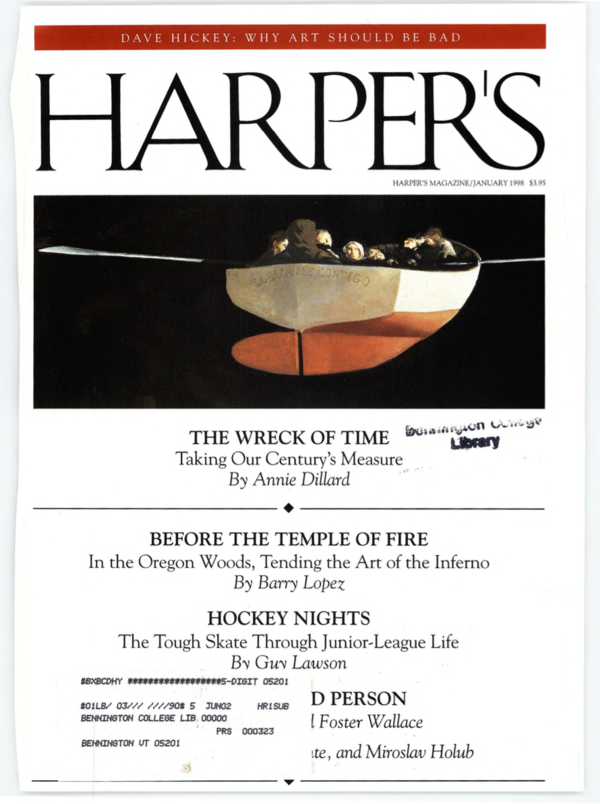 DAVE HICKEY: WHY ART SHOULD BE BAD
HARPER'S
HARPER'S MAGAZINE/JANUARY 1998 $3.95
CONTIGO
THE WRECK OF TIME
Bennington College
Library
Taking Our Century's Measure
By Annie Dillard
BEFORE THE TEMPLE OF FIRE
In the Oregon Woods, Tending the Art of the Inferno
By Barry Lopez
HOCKEY NIGHTS
The Tough Skate Through Junior-League Life
By Guy Lawson
#BXBCDHY ******************5-DIGIT 05201
#01LB/ 03/// ////90# 5 JUN02 HR1SUB
BENNINGTON COLLEGE LIB 00000
PRS 000323
BENNINGTON VT 05201
D PERSON
l Foster Wallace
te, and Miroslav Holub